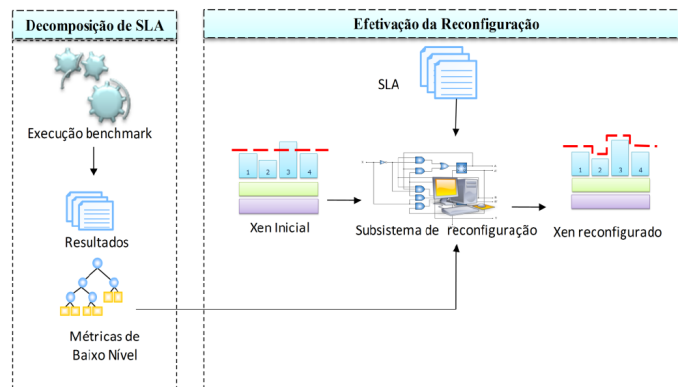 Decomposição de SLA
Execução benchmark
Resultados
Métricas de
Baixo Nível
Efetivação da Reconfiguração
SLA
1 2 3 4
Xen Inicial
Subsistema de reconfiguração
1 2 3 4
Xen reconfigurado